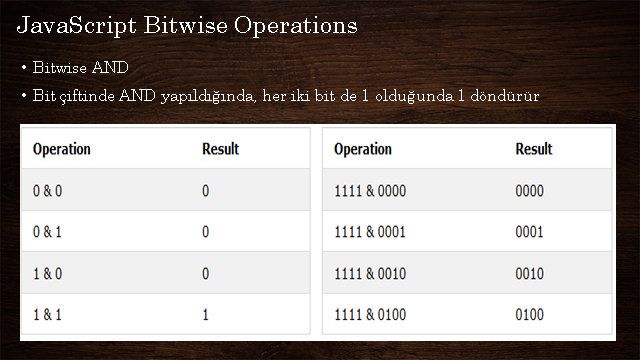 JavaScript Bitwise Operations
• Bitwise AND
• Bit çiftinde AND yapıldığında, her iki bit de 1 olduğunda 1 döndürür
Operation Result
0 & 0 0
0 & 1 0
1 & 0 0
1 & 1 1
Operation Result
1111 & 0000 0000
1111 & 0001 0001
1111 & 0010 0010
1111 & 0100 0100